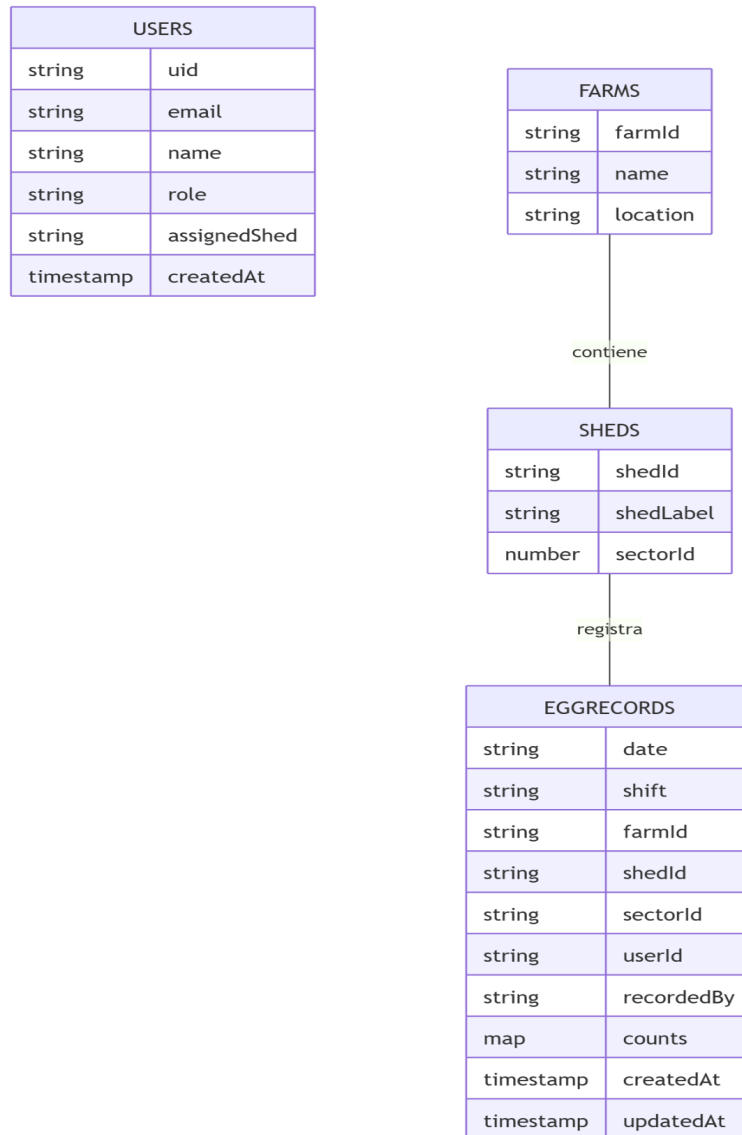 USERS
string uid
string email
string name
string role
string assignedShed
timestamp createdAt
FARMS
string farmId
string name
string location
contiene
SHEDS
string shedId
string shedLabel
number sectorId
registra
EGGRECORDS
string date
string shift
string farmId
string shedId
string sectorId
string userId
string recordedBy
map counts
timestamp createdAt
timestamp updatedAt